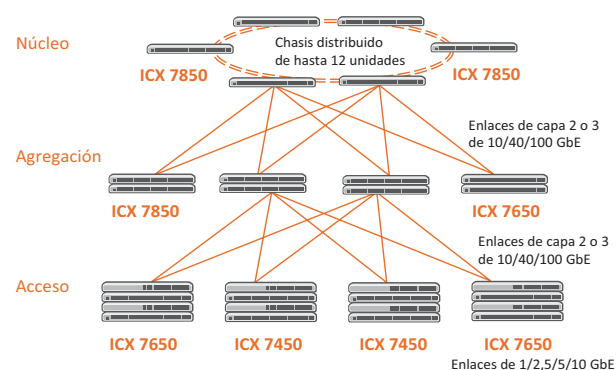 Núcleo
Chasis distribuido
de hasta 12 unidades
ICX 7850
ICX 7850
Enlaces de capa 2 o 3
de 10/40/100 GbE
Agregación
ICX 7850
ICX 7650
Enlaces de capa 2 o 3
de 10/40/100 GbE
Acceso
ICX 7650
ICX 7450
ICX 7450
ICX 7650
Enlaces de 1/2,5/5/10 GbE